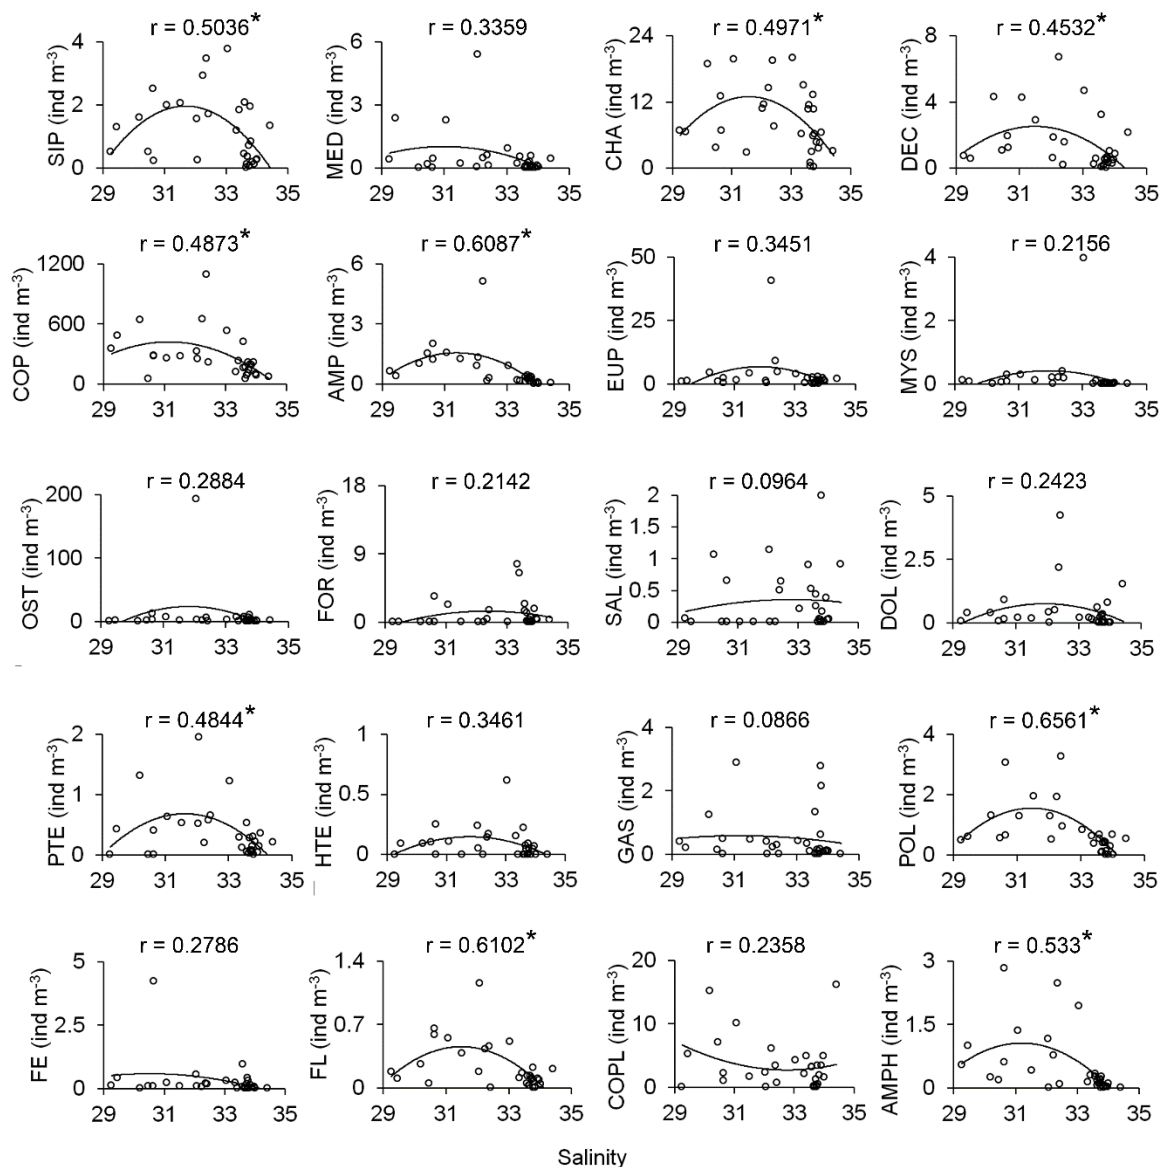 r = 0.5036*
r = 0.3359
r = 0.4971*
r = 0.4532*
SIP (ind m-3)
4
2
0
29 31 33 35
MED (ind m-3)
6
3
0
29 31 33 35
CHA (ind m-3)
24
12
0
29 31 33 35
DEC (ind m-3)
8
4
0
29 31 33 35
r = 0.4873*
r = 0.6087*
r = 0.3451
r = 0.2156
COP (ind m-3)
1200
600
0
29 31 33 35
AMP (ind m-3)
6
3
0
29 31 33 35
EUP (ind m-3)
50
25
0
29 31 33 35
MYS (ind m-3)
4
2
0
29 31 33 35
r = 0.2884
r = 0.2142
r = 0.0964
r = 0.2423
OST (ind m-3)
200
100
0
29 31 33 35
FOR (ind m-3)
18
9
0
29 31 33 35
SAL (ind m-3)
2
1.5
1
0.5
0
29 31 33 35
DOL (ind m-3)
5
2.5
0
29 31 33 35
r = 0.4844*
r = 0.3461
r = 0.0866
r = 0.6561*
PTE (ind m-3)
2
1
0
29 31 33 35
HTE (ind m-3)
1
0.5
0
29 31 33 35
GAS (ind m-3)
4
2
0
29 31 33 35
POL (ind m-3)
4
2
0
29 31 33 35
r = 0.2786
r = 0.6102*
r = 0.2358
r = 0.533*
FE (ind m-3)
5
2.5
0
29 31 33 35
FL (ind m-3)
1.4
0.7
0.0
29 31 33 35
COPL (ind m-3)
20
10
0
29 31 33 35
AMPH (ind m-3)
3
1.5
0
29 31 33 35
Salinity